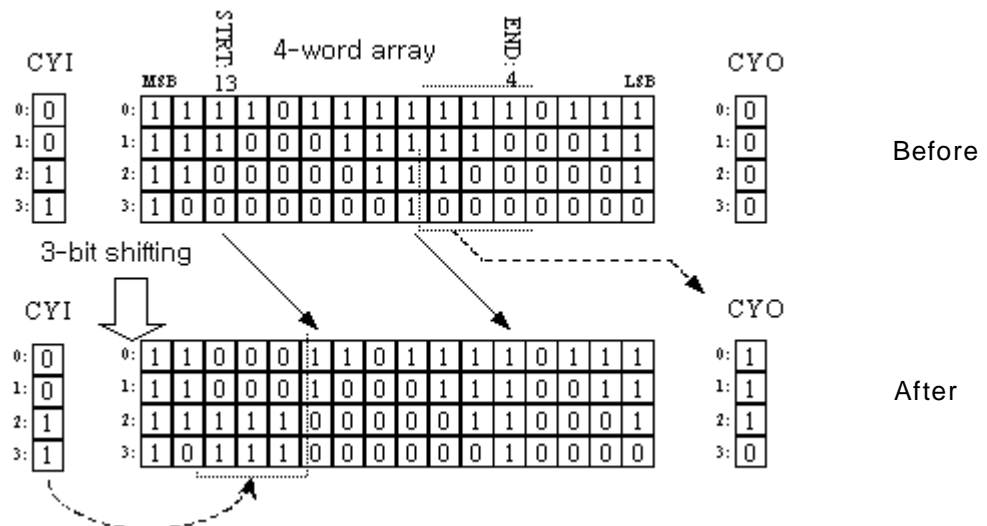 STRT: 4-word array END:
CYI CYO
MSB 13 4 LSB
0: 0 0: 1 1 1 1 0 1 1 1 1 1 1 1 0 1 1 1 0: 0
1: 0 1: 1 1 1 0 0 0 1 1 1 1 1 0 0 0 1 1 1: 0
Before
2: 1 2: 1 1 0 0 0 0 0 1 1 1 0 0 0 0 0 1 2: 0
3: 1 3: 1 0 0 0 0 0 0 0 1 0 0 0 0 0 0 0 3: 0
3-bit shifting
CYI CYO
0: 0 0: 1 1 0 0 0 1 1 0 1 1 1 1 0 1 1 1 0: 1
1: 0 1: 1 1 0 0 0 1 0 0 0 1 1 1 0 0 1 1 1: 1
After
2: 1 2: 1 1 1 1 1 0 0 0 0 0 1 1 0 0 0 1 2: 1
3: 1 3: 1 0 1 1 1 0 0 0 0 0 0 1 0 0 0 0 3: 0